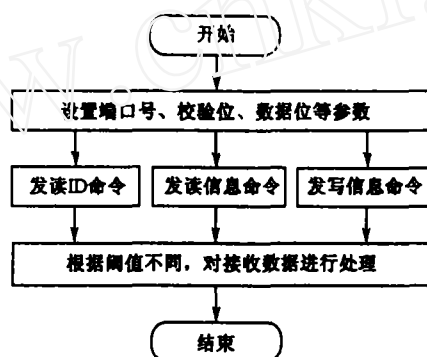 开始
设置端口号、校验位、数据位等参数
发读ID命令
发读信息命令
发写信息命令
根据阈值不同，对接收数据进行处理
结束